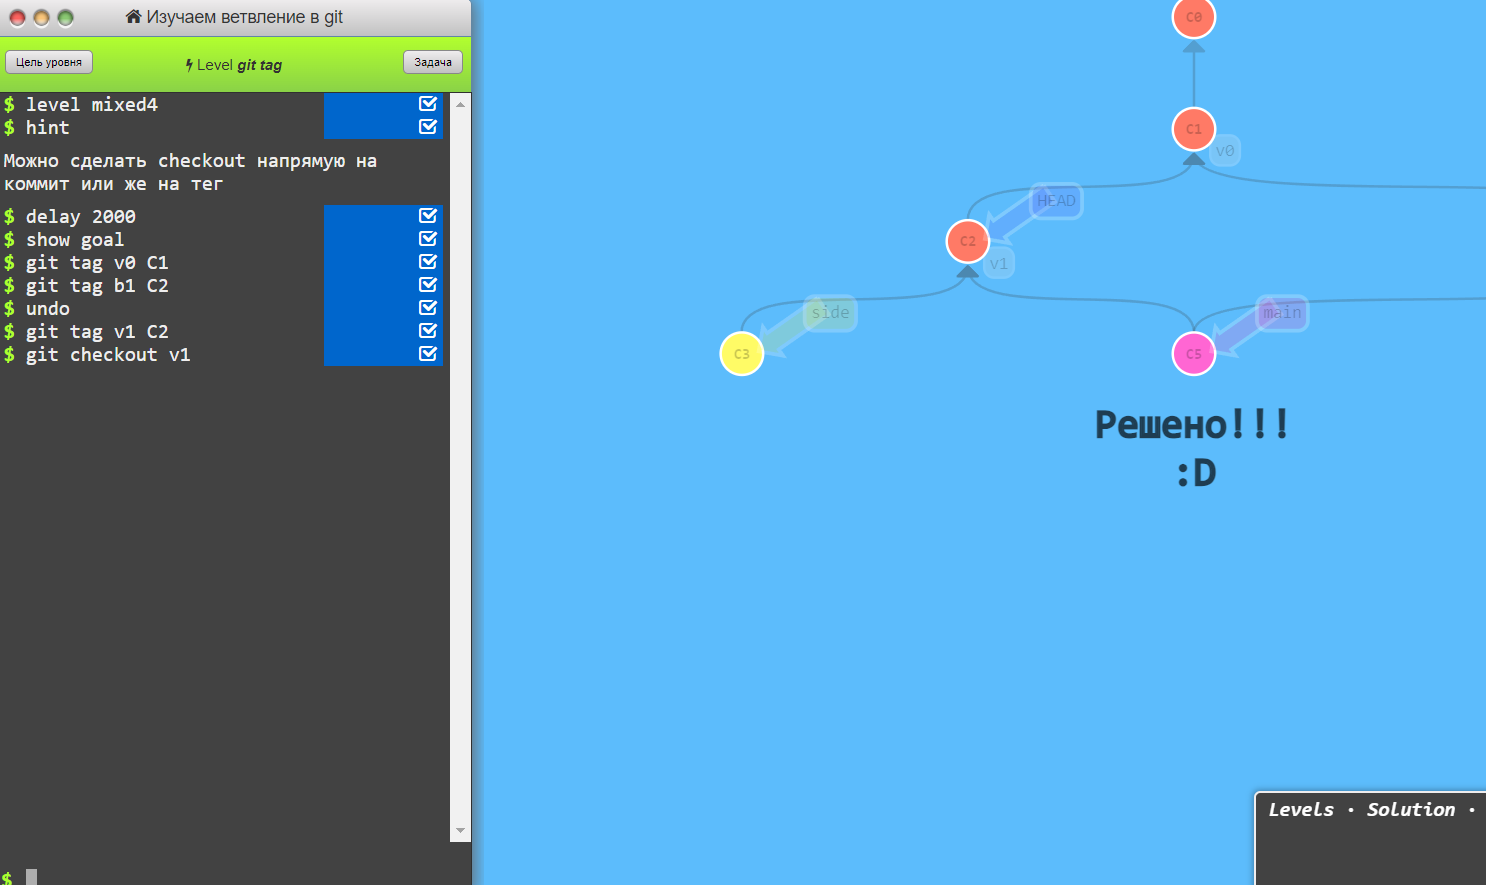 Изучаем ветвление в git
Цель уровня
Level git tag
Задача
$ level mixed4
$ hint
Можно сделать checkout напрямую на
коммит или же на тег
$ delay 2000
$ show goal
$ git tag v0 C1
$ git tag b1 C2
$ undo
$ git tag v1 C2
$ git checkout v1
$
C0
C1
v0
HEAD
C2
v1
side
main
C3
C5
Решено!!!
:D
Levels · Solution ·